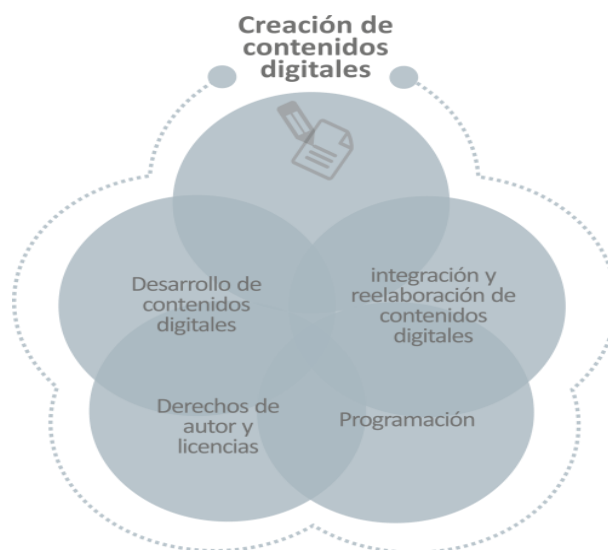 Creación de
contenidos
digitales
Desarrollo de
contenidos
digitales
integración y
reelaboración de
contenidos
digitales
Derechos de
autor y
licencias
Programación